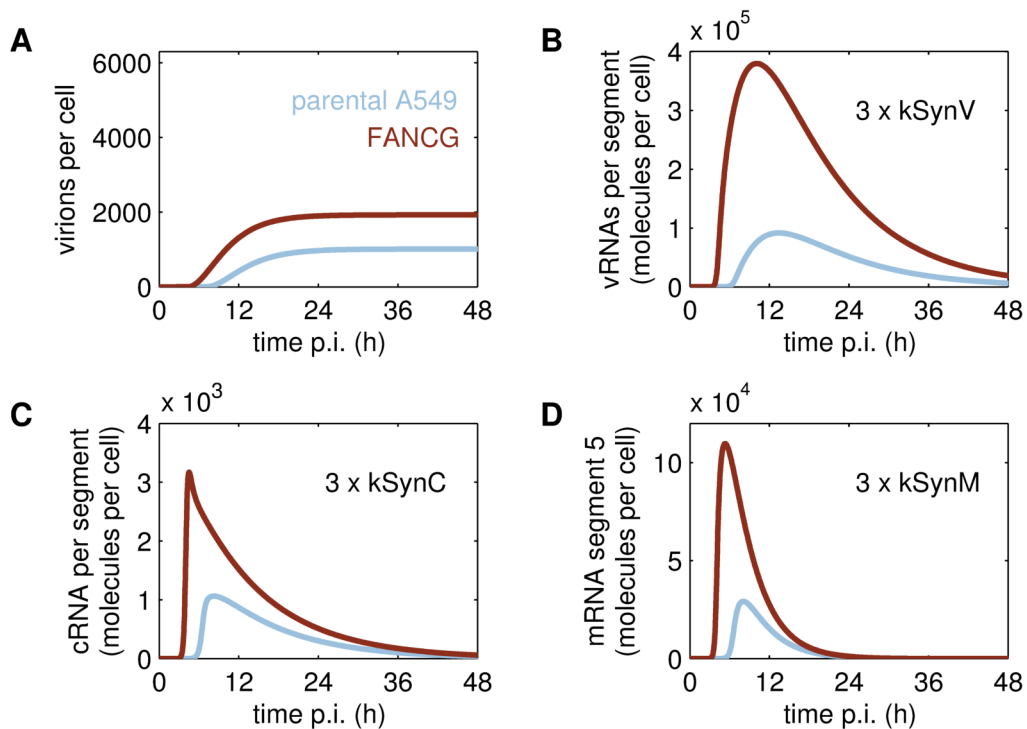 A
virions per cell
6000
4000
2000
0
parental A549
FANCG
0 12 24 36 48
time p.i. (h)
B
x 10^5
vRNAs per segment
(molecules per cell)
4
3
2
1
0
3 x kSynV
0 12 24 36 48
time p.i. (h)
C
x 10^3
cRNA per segment
(molecules per cell)
4
3
2
1
0
3 x kSynC
0 12 24 36 48
time p.i. (h)
D
x 10^4
mRNA segment 5
(molecules per cell)
10
5
0
3 x kSynM
0 12 24 36 48
time p.i. (h)